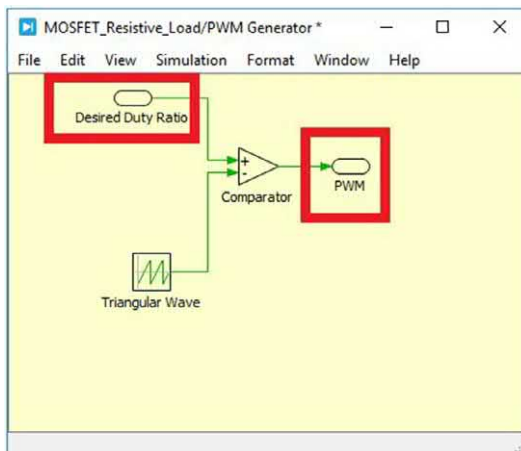 MOSFET_Resistive_Load/PWM Generator *
File Edit View Simulation Format Window Help
Desired Duty Ratio
+
-
Comparator
PWM
Triangular Wave